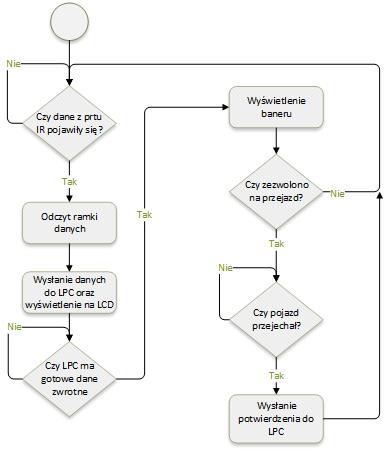 Nie
Czy dane z prtu
IR pojawiły się?
Tak
Odczyt ramki
danych
Wysłanie danych
do LPC oraz
wyświetlenie na LCD
Nie
Czy LPC ma
gotowe dane
zwrotne
Tak
Wyświetlenie
baneru
Czy zezwolono
na przejazd?
Nie
Tak
Nie
Czy pojazd
przejechał?
Tak
Wysłanie
potwierdzenia do
LPC